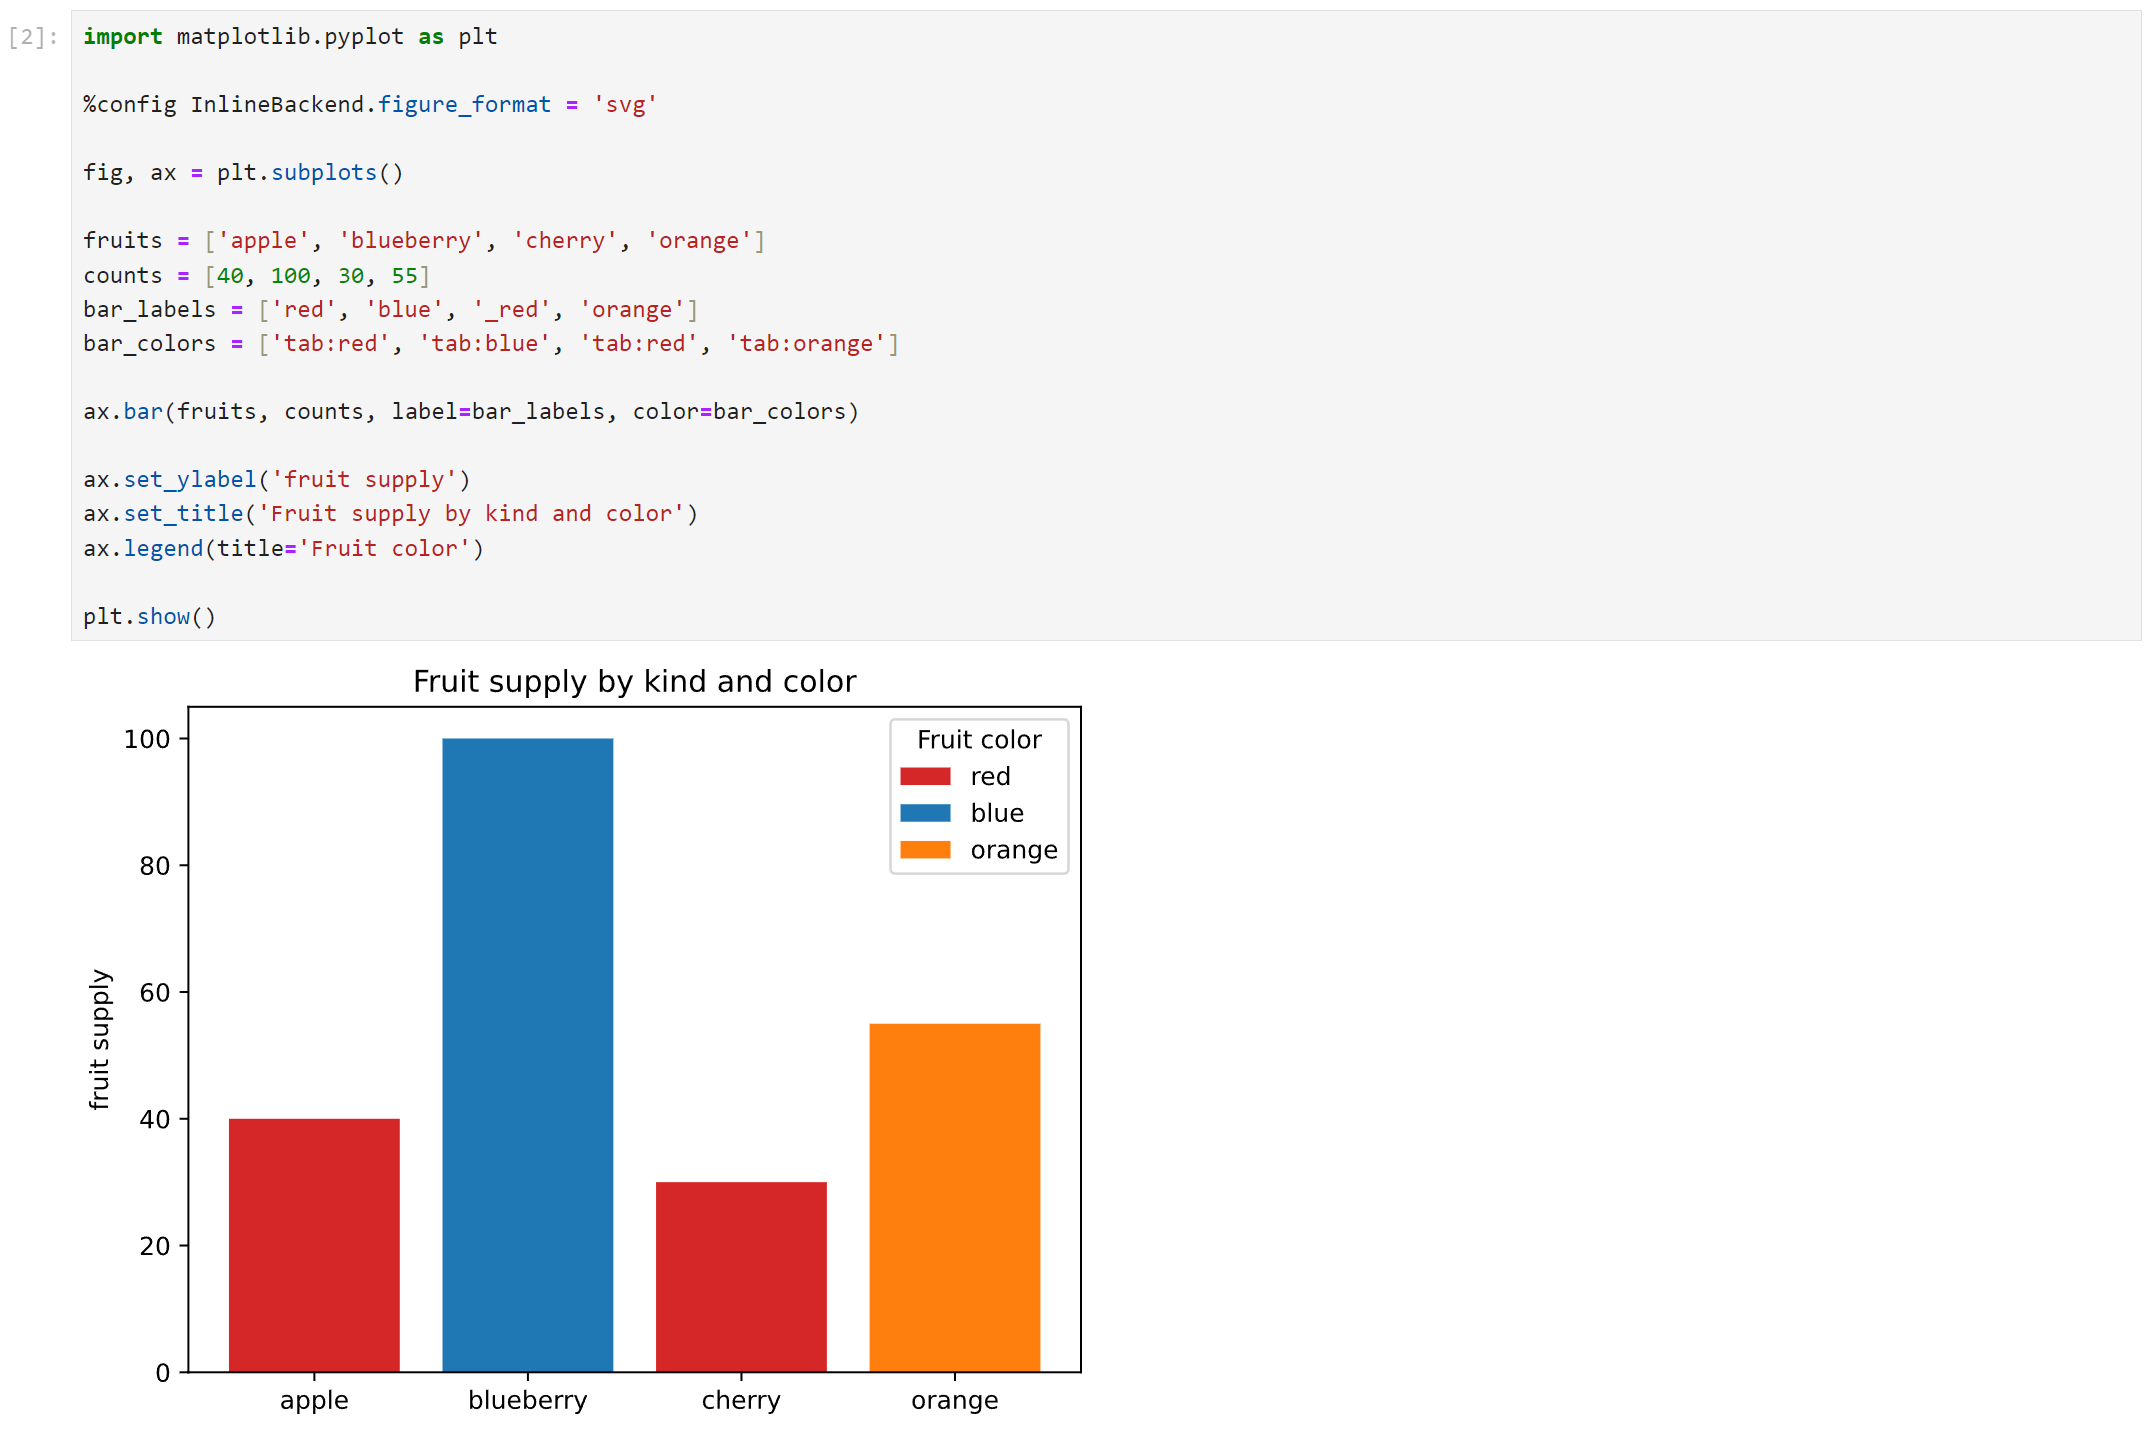 [2]:
import matplotlib.pyplot as plt
%config InlineBackend.figure_format = 'svg'
fig, ax = plt.subplots()
fruits = ['apple', 'blueberry', 'cherry', 'orange']
counts = [40, 100, 30, 55]
bar_labels = ['red', 'blue', '_red', 'orange']
bar_colors = ['tab:red', 'tab:blue', 'tab:red', 'tab:orange']
ax.bar(fruits, counts, label=bar_labels, color=bar_colors)
ax.set_ylabel('fruit supply')
ax.set_title('Fruit supply by kind and color')
ax.legend(title='Fruit color')
plt.show()
Fruit supply by kind and color
fruit supply
100
80
60
40
20
0
Fruit color
red
blue
orange
apple blueberry cherry orange